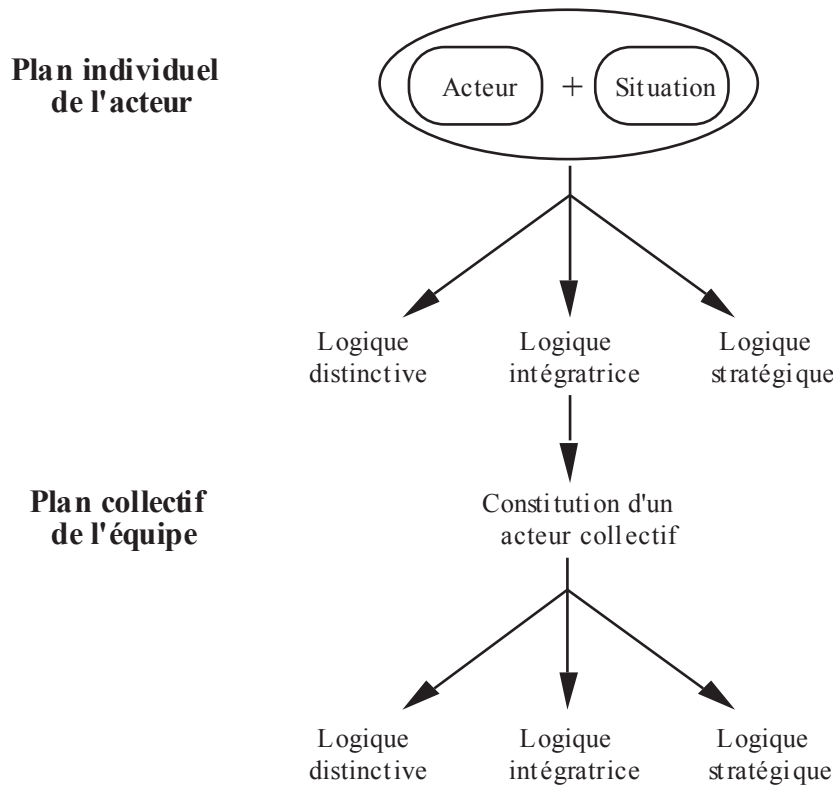 Plan individuel
de l'acteur
Acteur + Situation
Logique
distinctive
Logique
intégratrice
Logique
stratégique
Plan collectif
de l'équipe
Constitution d'un
acteur collectif
Logique
distinctive
Logique
intégratrice
Logique
stratégique